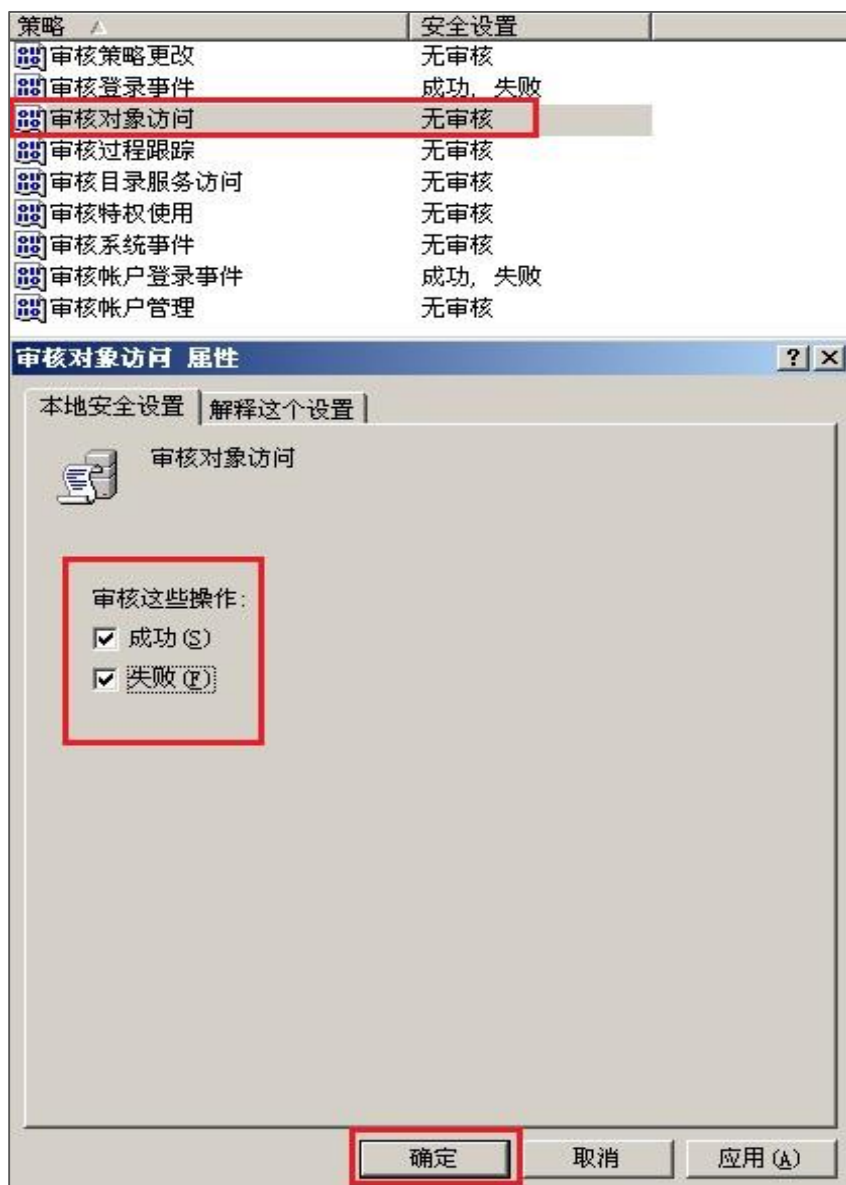 策略 安全设置
审核策略更改 无审核
审核登录事件 成功, 失败
审核对象访问 无审核
审核过程跟踪 无审核
审核目录服务访问 无审核
审核特权使用 无审核
审核系统事件 无审核
审核帐户登录事件 成功, 失败
审核帐户管理 无审核
审核对象访问 属性
本地安全设置 解释这个设置
审核对象访问
审核这些操作:
成功(S)
失败(F)
确定 取消 应用(A)